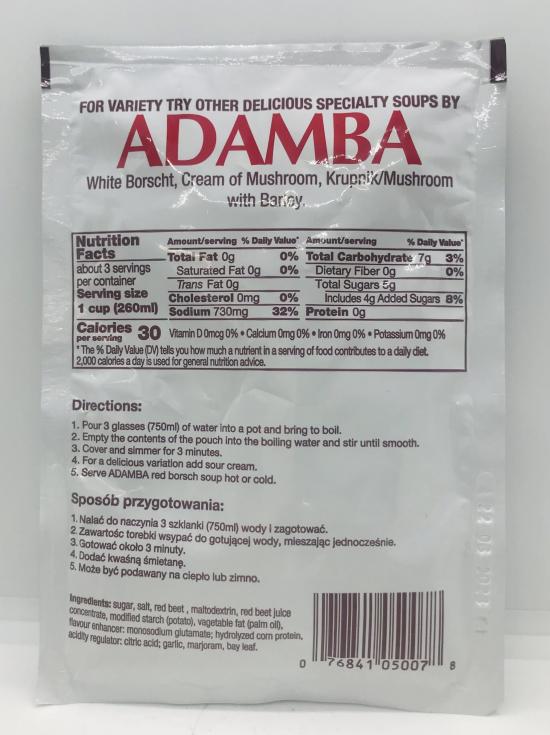 FOR VARIETY TRY OTHER DELICIOUS SPECIALTY SOUPS BY
ADAMBA
White Borscht, Cream of Mushroom, Krupnik/Mushroom
with Barley.
Nutrition Facts
about 3 servings
per container
Serving size
1 cup (260ml)
Calories
per serving
30
Amount/serving % Daily Value*
Total Fat 0g 0%
Saturated Fat 0g 0%
Trans Fat 0g
Cholesterol 0mg 0%
Sodium 730mg 32%
Amount/serving % Daily Value*
Total Carbohydrate 7g 3%
Dietary Fiber 0g 0%
Total Sugars 5g
Includes 4g Added Sugars 8%
Protein 0g
Vitamin D 0mcg 0% • Calcium 0mg 0% • Iron 0mg 0% • Potassium 0mg 0%
*The % Daily Value (DV) tells you how much a nutrient in a serving of food contributes to a daily diet.
2,000 calories a day is used for general nutrition advice.
Directions:
1. Pour 3 glasses (750ml) of water into a pot and bring to boil.
2. Empty the contents of the pouch into the boiling water and stir until smooth.
3. Cover and simmer for 3 minutes.
4. For a delicious variation add sour cream.
5. Serve ADAMBA red borsch soup hot or cold.
Sposób przygotowania:
1. Nalać do naczynia 3 szklanki (750ml) wody i zagotować.
2. Zawartośc torebki wsypać do gotującej wody, mieszając jednocześnie.
3. Gotować około 3 minuty.
4. Dodać kwaśną śmietanę.
5. Może być podawany na ciepło lub zimno.
Ingredients: sugar, salt, red beet , maltodextrin, red beet juice
concentrate, modified starch (potato), vagetable fat (palm oil),
flavour enhancer: monosodium glutamate; hydrolyzed corn protein,
acidity regulator: citric acid; garlic, marjoram, bay leaf.
0 76841 05007 8